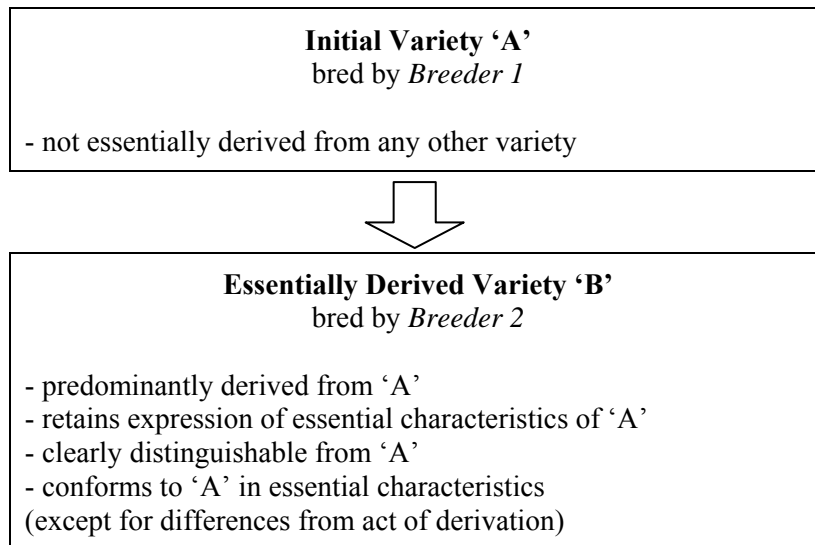 Initial Variety ‘A’
bred by Breeder 1
- not essentially derived from any other variety
Essentially Derived Variety ‘B’
bred by Breeder 2
- predominantly derived from ‘A’
- retains expression of essential characteristics of ‘A’
- clearly distinguishable from ‘A’
- conforms to ‘A’ in essential characteristics
(except for differences from act of derivation)